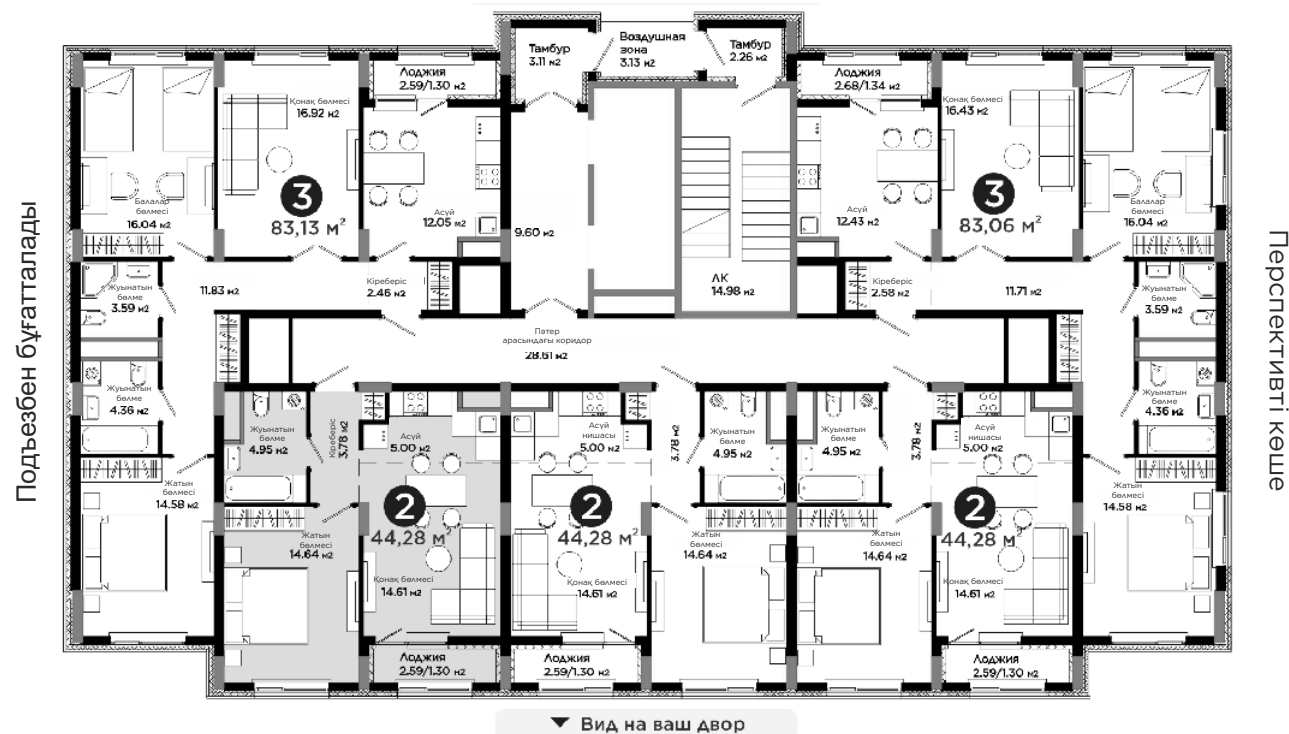 Тамбур
3.11 м2
Воздушная
зона
3.13 м2
Тамбур
2.26 м2
Лоджия
2.59/1.30 м2
Лоджия
2.68/1.34 м2
Қонақ бөлмесі
16.92 м2
Қонақ бөлмесі
16.43 м2
Балалар
бөлмесі
16.04 м2
3
83,13 м²
Асүй
12.05 м2
9.60 м2
Асүй
12.43 м2
3
83,06 м²
Балалар
бөлмесі
16.04 м2
Подъезбен бұғатталады
Перспективті көше
Жуынатын
бөлме
3.59 м2
11.83 м2
Кіреберіс
2.46 м2
ЛК
14.98 м2
Кіреберіс
2.58 м2
11.71 м2
Жуынатын
бөлме
3.59 м2
Патер
арасындағы коридор
28.61 м2
Жуынатын
бөлме
4.36 м2
Жуынатын
бөлме
4.95 м2
Кіреберіс
3.78 м2
Асүй
5.00 м2
Асүй
нишасы
5.00 м2
3.78 м2
Жуынатын
бөлме
4.95 м2
Жуынатын
бөлме
4.95 м2
3.78 м2
Асүй
нишасы
5.00 м2
Жуынатын
бөлме
4.36 м2
Жатын
бөлмесі
14.58 м2
Жатын
бөлмесі
14.64 м2
2
44,28 м²
Қонақ бөлмесі
14.61 м2
2
44,28 м²
Қонақ бөлмесі
14.61 м2
Жатын
бөлмесі
14.64 м2
Жатын
бөлмесі
14.64 м2
2
44,28 м²
Қонақ бөлмесі
14.61 м2
Жатын
бөлмесі
14.58 м2
Лоджия
2.59/1.30 м2
Лоджия
2.59/1.30 м2
Лоджия
2.59/1.30 м2
Вид на ваш двор